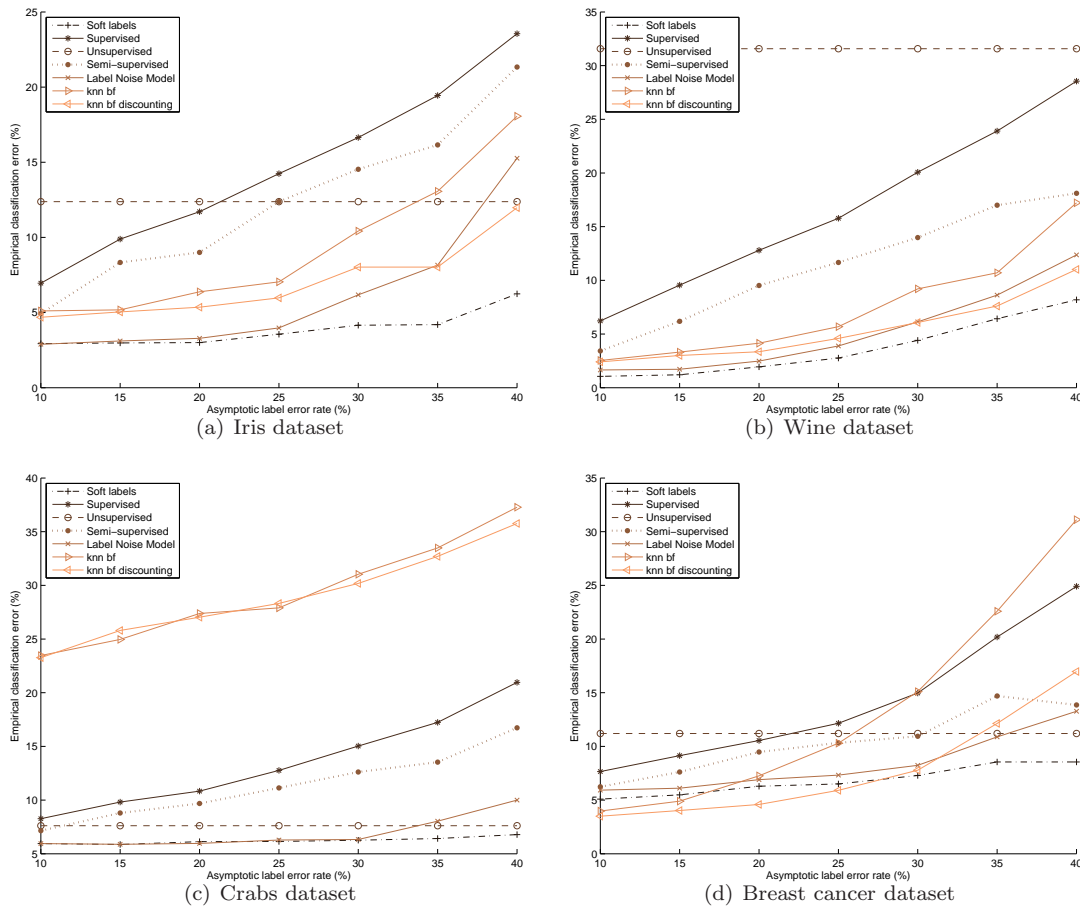 Soft labels
Supervised
Unsupervised
Semi-supervised
Label Noise Model
knn bf
knn bf discounting
Empirical classification error (%)
25
20
15
10
5
0
10 15 20 25 30 35 40
Asymptotic label error rate (%)
(a) Iris dataset
Soft labels
Supervised
Unsupervised
Semi-supervised
Label Noise Model
knn bf
knn bf discounting
Empirical classification error (%)
35
30
25
20
15
10
5
0
10 15 20 25 30 35 40
Asymptotic label error rate (%)
(b) Wine dataset
Soft labels
Supervised
Unsupervised
Semi-supervised
Label Noise Model
knn bf
knn bf discounting
Empirical classification error (%)
40
35
30
25
20
15
10
5
10 15 20 25 30 35 40
Asymptotic label error rate (%)
(c) Crabs dataset
Soft labels
Supervised
Unsupervised
Semi-supervised
Label Noise Model
knn bf
knn bf discounting
Empirical classification error (%)
35
30
25
20
15
10
5
0
10 15 20 25 30 35 40
Asymptotic label error rate (%)
(d) Breast cancer dataset